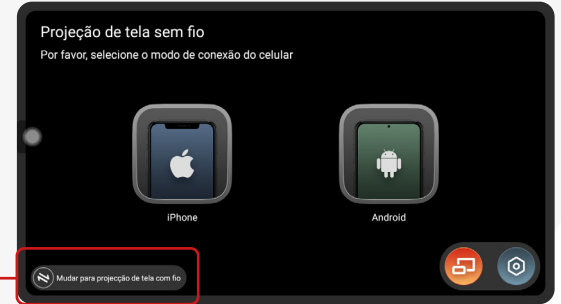 Projeção de tela sem fio
Por favor, selecione o modo de conexão do celular
iPhone
Android
Mudar para projecção de tela com fio